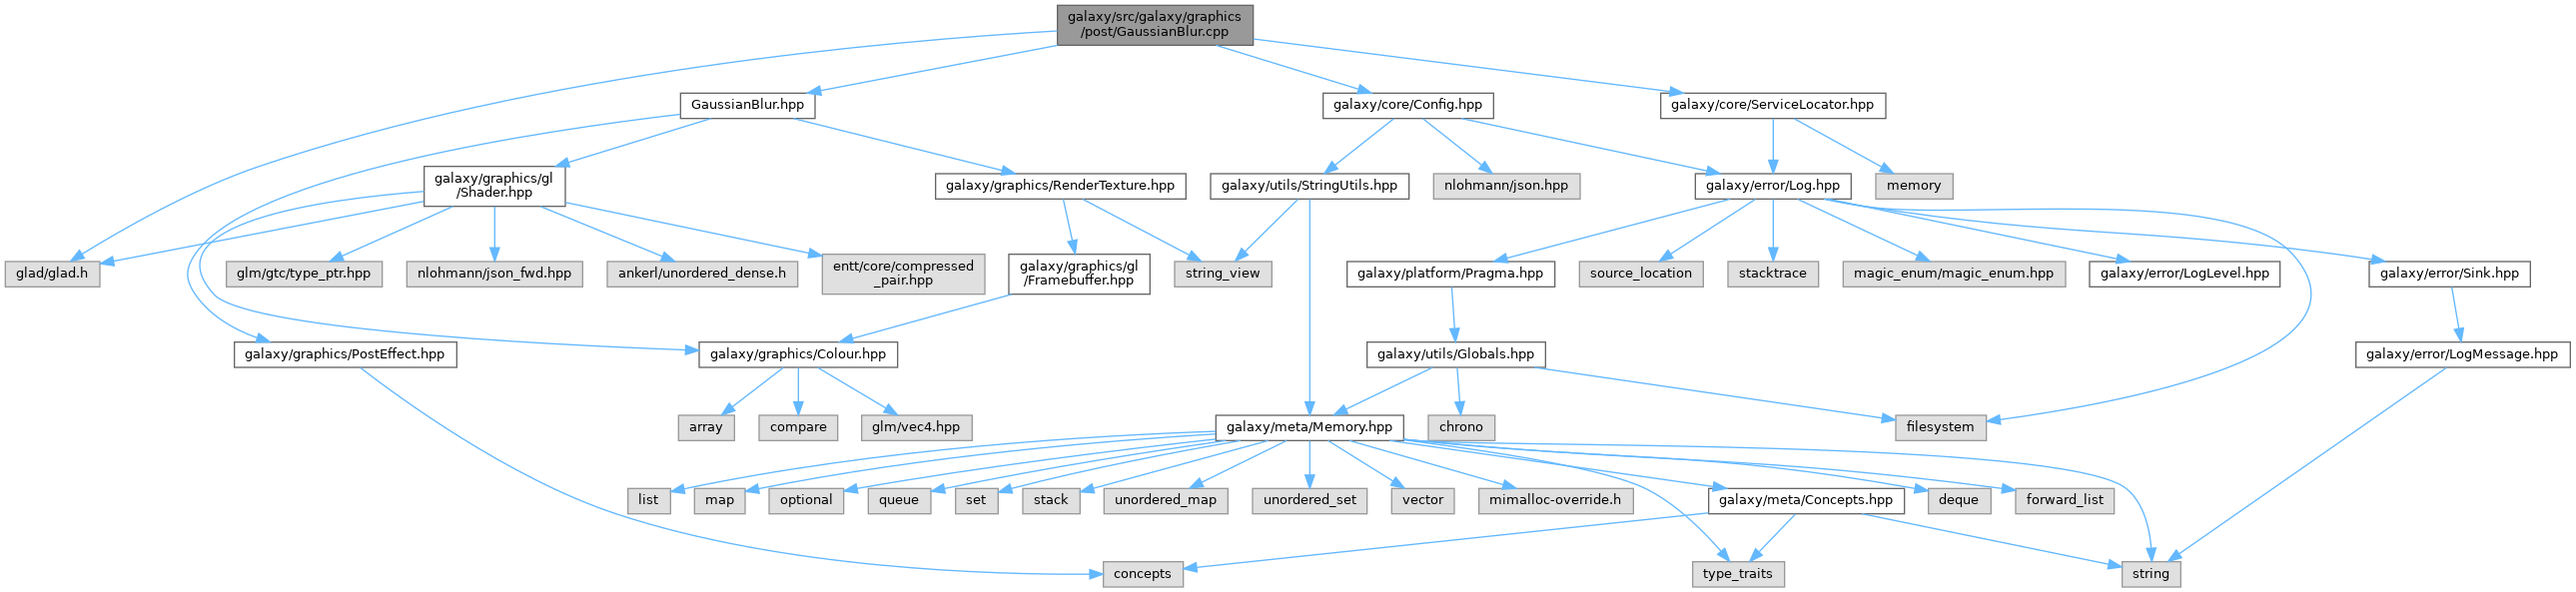 galaxy/src/galaxy/graphics
/post/GaussianBlur.cpp
GaussianBlur.hpp
galaxy/core/Config.hpp
galaxy/core/ServiceLocator.hpp
galaxy/graphics/gl
/Shader.hpp
galaxy/graphics/RenderTexture.hpp
galaxy/utils/StringUtils.hpp
nlohmann/json.hpp
galaxy/error/Log.hpp
memory
glad/glad.h
glm/gtc/type_ptr.hpp
nlohmann/json_fwd.hpp
ankerl/unordered_dense.h
entt/core/compressed
_pair.hpp
galaxy/graphics/gl
/Framebuffer.hpp
string_view
galaxy/platform/Pragma.hpp
source_location
stacktrace
magic_enum/magic_enum.hpp
galaxy/error/LogLevel.hpp
galaxy/error/Sink.hpp
galaxy/graphics/PostEffect.hpp
galaxy/graphics/Colour.hpp
galaxy/utils/Globals.hpp
galaxy/error/LogMessage.hpp
array
compare
glm/vec4.hpp
galaxy/meta/Memory.hpp
chrono
filesystem
list
map
optional
queue
set
stack
unordered_map
unordered_set
vector
mimalloc-override.h
galaxy/meta/Concepts.hpp
deque
forward_list
concepts
type_traits
string